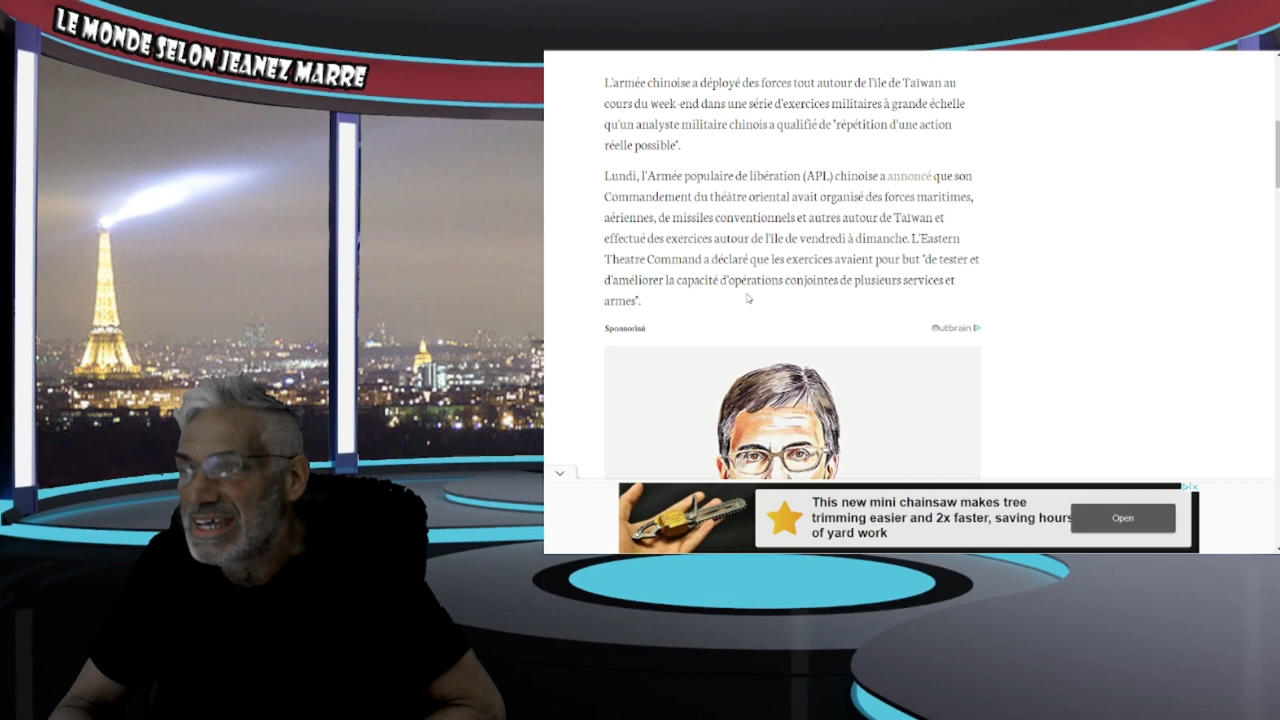 LE MONDE SELON JEANEZ MARRE
L'armée chinoise a déployé des forces tout autour de l'île de Taïwan au
cours du week-end dans une série d'exercices militaires à grande échelle
qu'un analyste militaire chinois a qualifié de "répétition d'une action
réelle possible".
Lundi, l'Armée populaire de libération (APL) chinoise a annoncé que son
Commandement du théâtre oriental avait organisé des forces maritimes,
aériennes, de missiles conventionnels et autres autour de Taïwan et
effectué des exercices autour de l'île de vendredi à dimanche. L'Eastern
Theatre Command a déclaré que les exercices avaient pour but "de tester et
d'améliorer la capacité d'opérations conjointes de plusieurs services et
armes".
Sponsorisé
Outbrain
This new mini chainsaw makes tree
trimming easier and 2x faster, saving hours
of yard work
Open